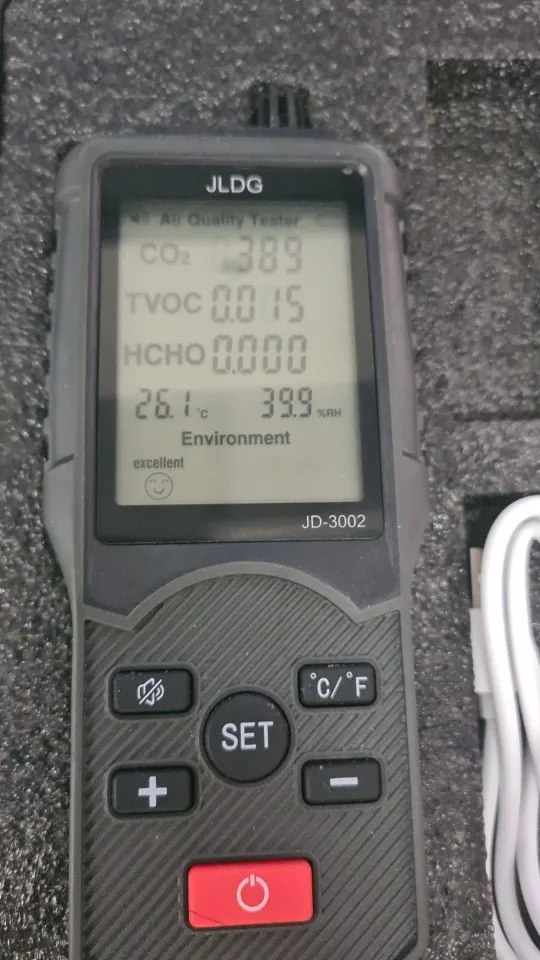 JLDG
Air Quality Tester
CO₂ 389
TVOC 0.015
HCHO 0.000
26.1 °C 39.9 %RH
Environment
excellent
JD-3002
°C/°F
SET
+ −